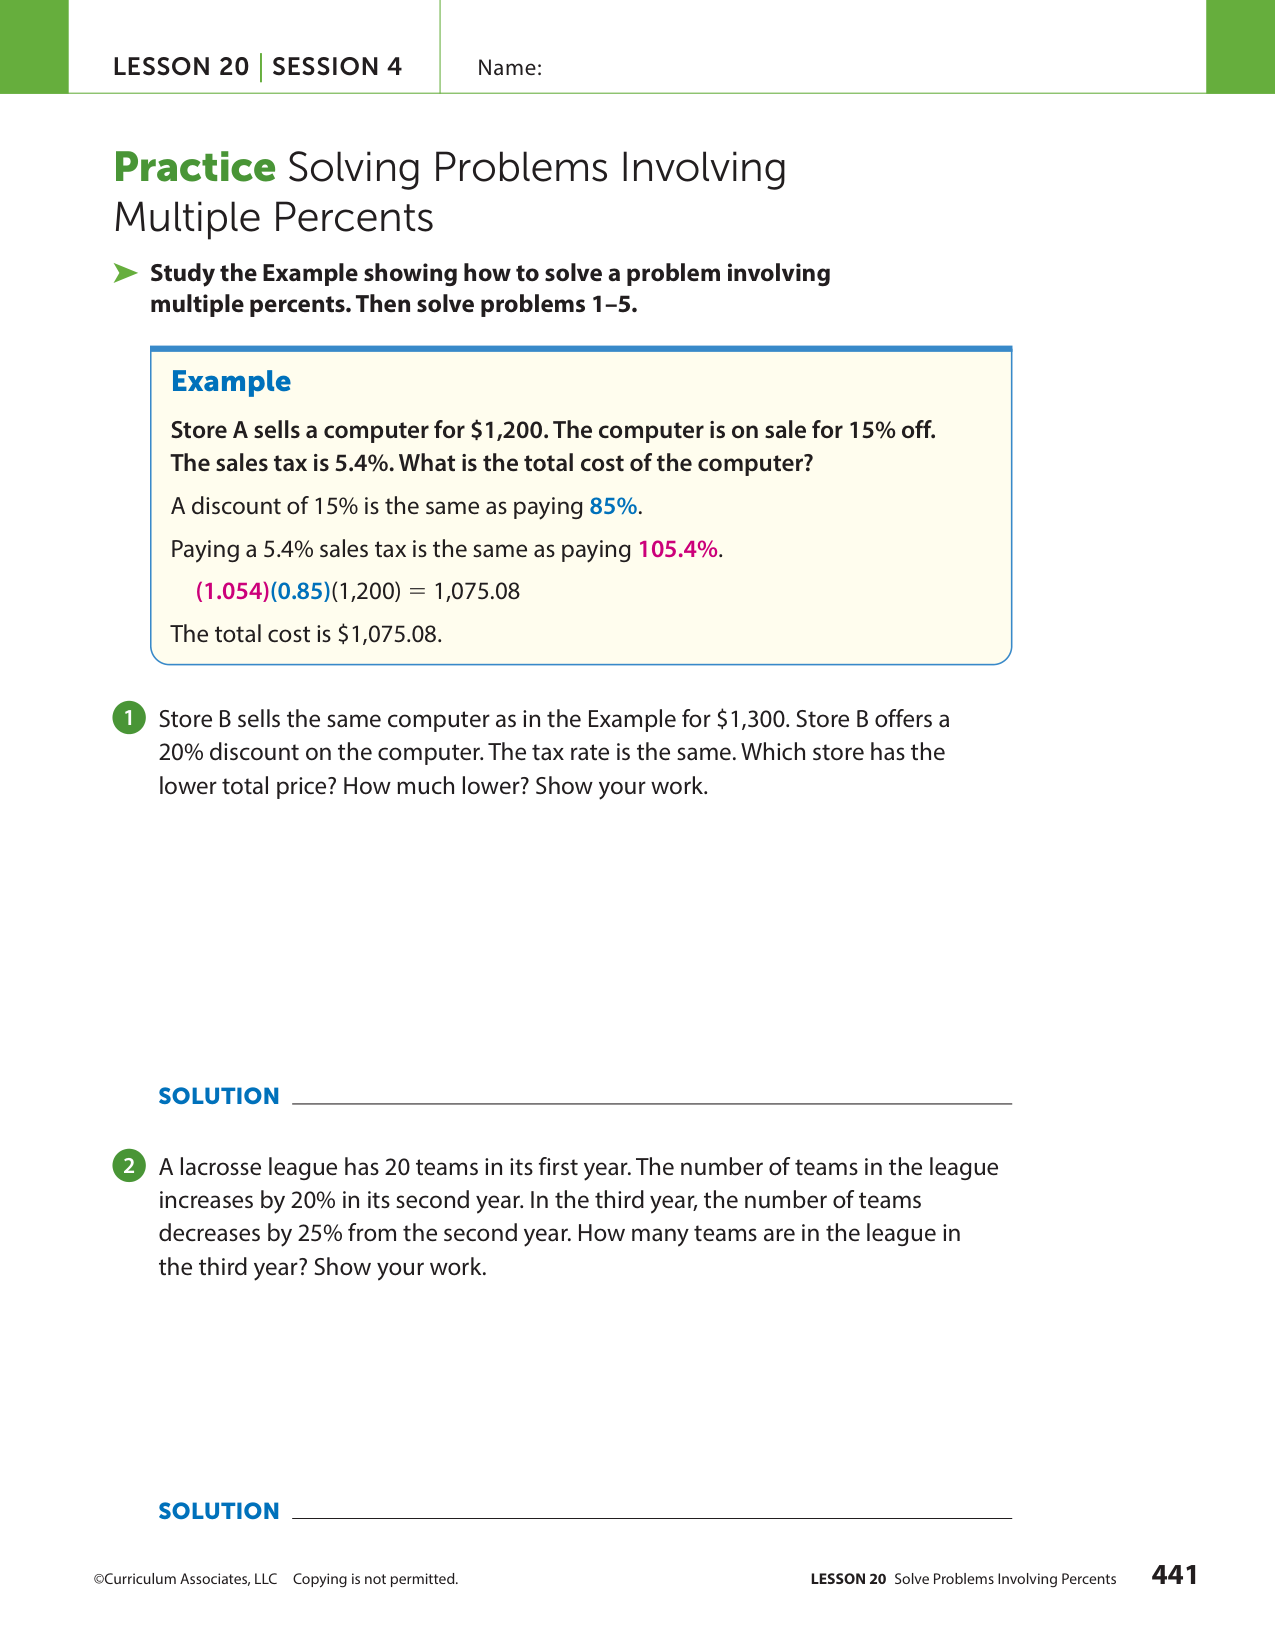 LESSON 20 | SESSION 4
Name:
Practice Solving Problems Involving
Multiple Percents
➤ Study the Example showing how to solve a problem involving
multiple percents. Then solve problems 1–5.
Example
Store A sells a computer for $1,200. The computer is on sale for 15% off.
The sales tax is 5.4%. What is the total cost of the computer?
A discount of 15% is the same as paying 85%.
Paying a 5.4% sales tax is the same as paying 105.4%.
(1.054)(0.85)(1,200) = 1,075.08
The total cost is $1,075.08.
1 Store B sells the same computer as in the Example for $1,300. Store B offers a
20% discount on the computer. The tax rate is the same. Which store has the
lower total price? How much lower? Show your work.
SOLUTION
2 A lacrosse league has 20 teams in its first year. The number of teams in the league
increases by 20% in its second year. In the third year, the number of teams
decreases by 25% from the second year. How many teams are in the league in
the third year? Show your work.
SOLUTION
©Curriculum Associates, LLC Copying is not permitted.
LESSON 20 Solve Problems Involving Percents 441